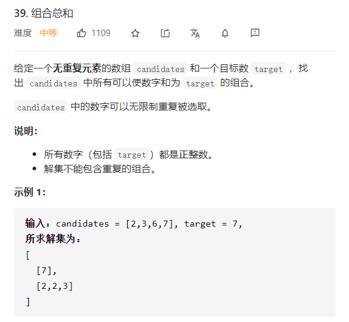 39. 组合总和
难度 中等 1109
给定一个无重复元素的数组 candidates 和一个目标数 target ，找
出 candidates 中所有可以使数字和为 target 的组合。
candidates 中的数字可以无限制重复被选取。
说明：
所有数字（包括 target）都是正整数。
解集不能包含重复的组合。
示例 1：
输入：candidates = [2,3,6,7], target = 7,
所求解集为：
[
[7],
[2,2,3]
]